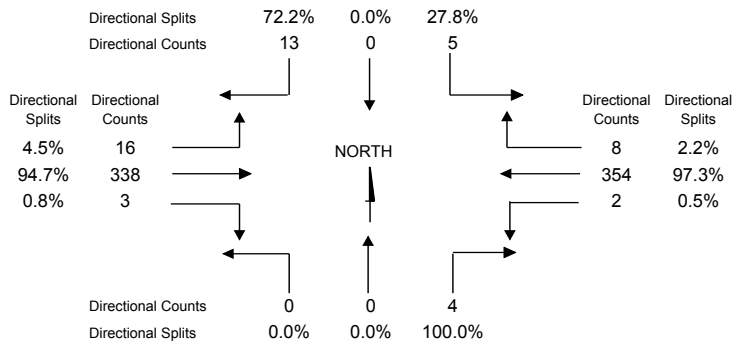 Directional Splits 72.2% 0.0% 27.8%
Directional Counts 13 0 5
Directional Directional Directional Directional
Splits Counts Counts Splits
4.5% 16 8 2.2%
94.7% 338 NORTH 354 97.3%
0.8% 3 2 0.5%
Directional Counts 0 0 4
Directional Splits 0.0% 0.0% 100.0%